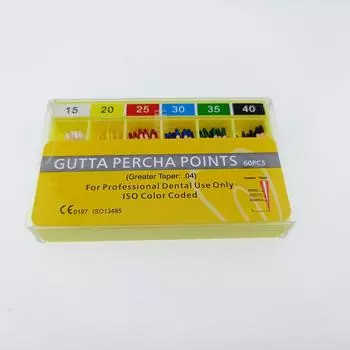 15 20 25 30 35 40
GUTTA PERCHA POINTS 60PCS
(Greater Taper: .04)
For Professional Dental Use Only
ISO Color Coded
CE0197 ISO13485